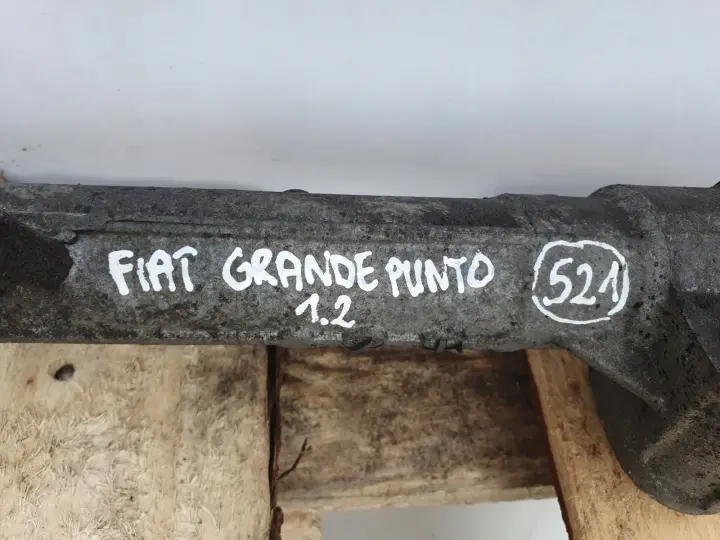 FIAT GRANDE PUNTO 521
1.2